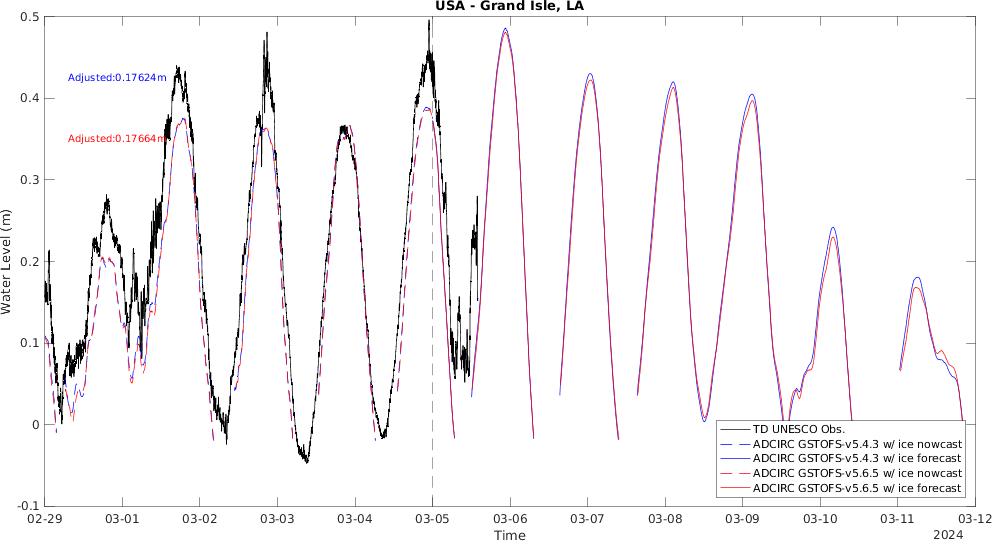 USA - Grand Isle, LA
0.5
0.4
0.3
0.2
0.1
0
-0.1
Water Level (m)
Adjusted:0.17624m
Adjusted:0.17664m
TD UNESCO Obs.
ADCIRC GSTOFS-v5.4.3 w/ ice nowcast
ADCIRC GSTOFS-v5.4.3 w/ ice forecast
ADCIRC GSTOFS-v5.6.5 w/ ice nowcast
ADCIRC GSTOFS-v5.6.5 w/ ice forecast
02-29 03-01 03-02 03-03 03-04 03-05 03-06 03-07 03-08 03-09 03-10 03-11 03-12
Time
2024